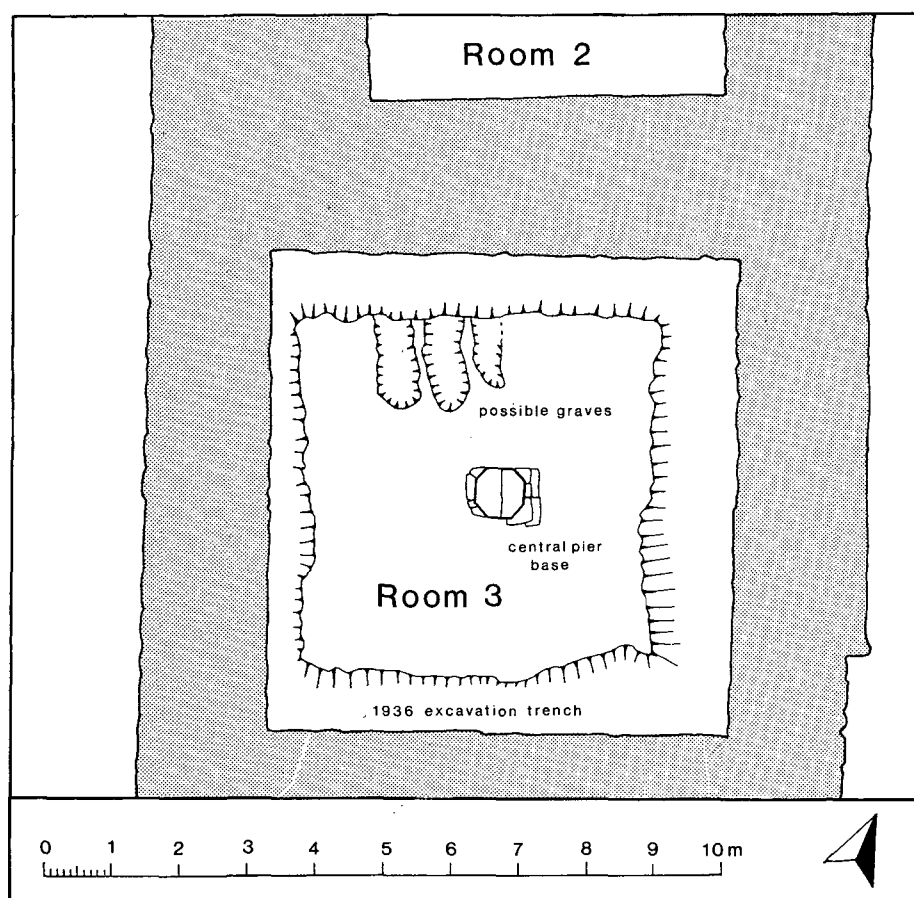 Room 2
possible graves
central pier
base
Room 3
1936 excavation trench
0 1 2 3 4 5 6 7 8 9 10 m